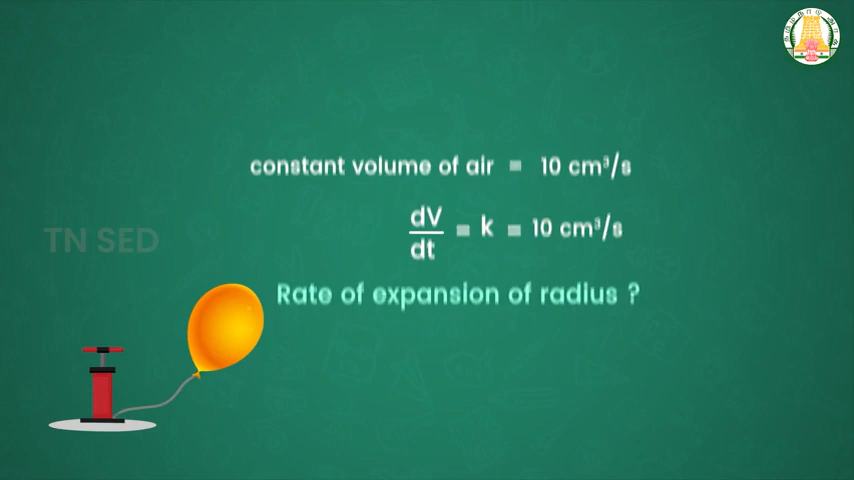 constant volume of air = 10 cm³/s
dV
dt
= k = 10 cm³/s
TN SED
Rate of expansion of radius ?